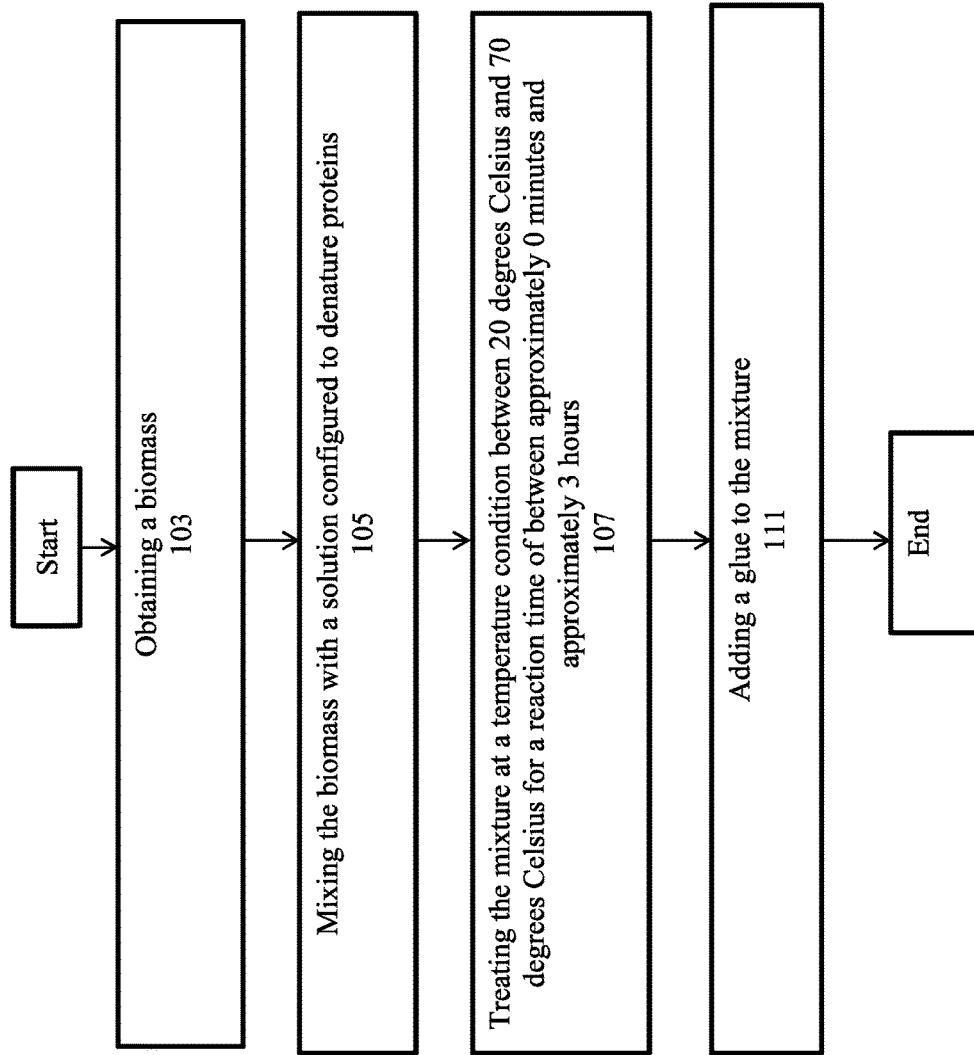 Start
Obtaining a biomass
103
Mixing the biomass with a solution configured to denature proteins
105
Treating the mixture at a temperature condition between 20 degrees Celsius and 70
degrees Celsius for a reaction time of between approximately 0 minutes and
approximately 3 hours
107
Adding a glue to the mixture
111
End